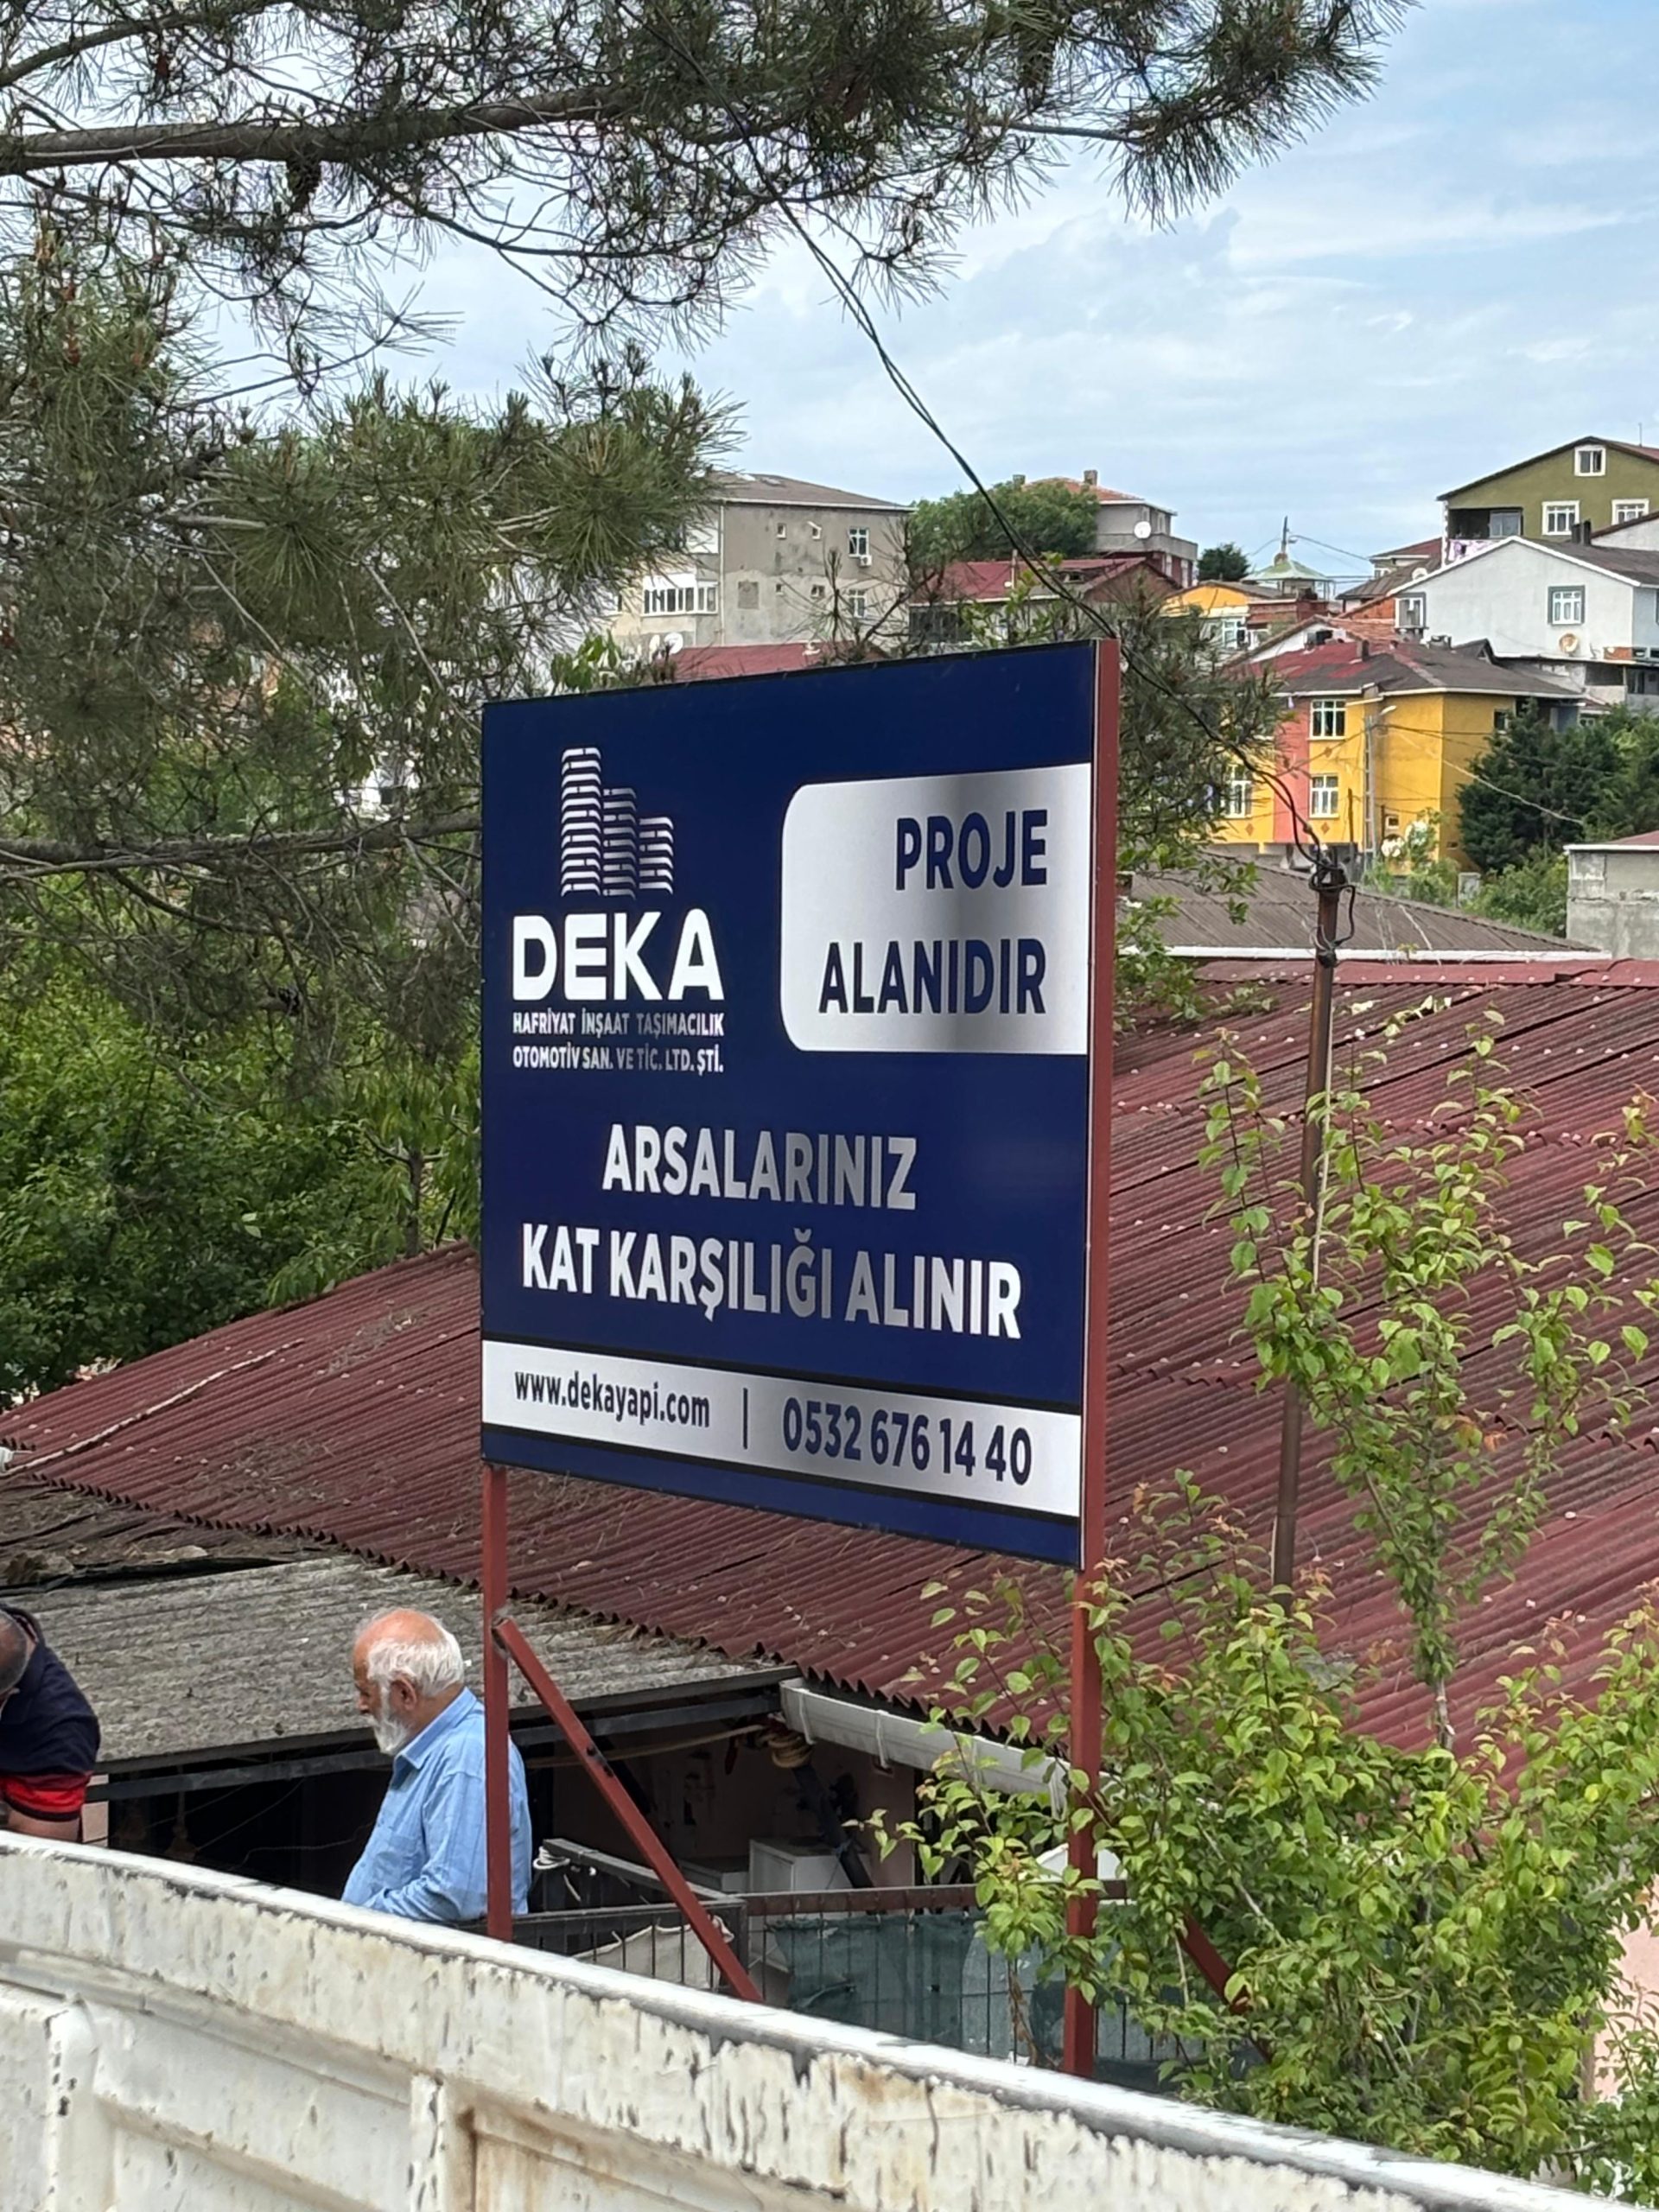 DEKA
HAFRİYAT İNŞAAT TAŞIMACILIK
OTOMOTİV SAN. VE TİC. LTD. ŞTİ.
PROJE
ALANIDIR
ARSALARINIZ
KAT KARŞILIĞI ALINIR
www.dekayapi.com | 0532 676 14 40